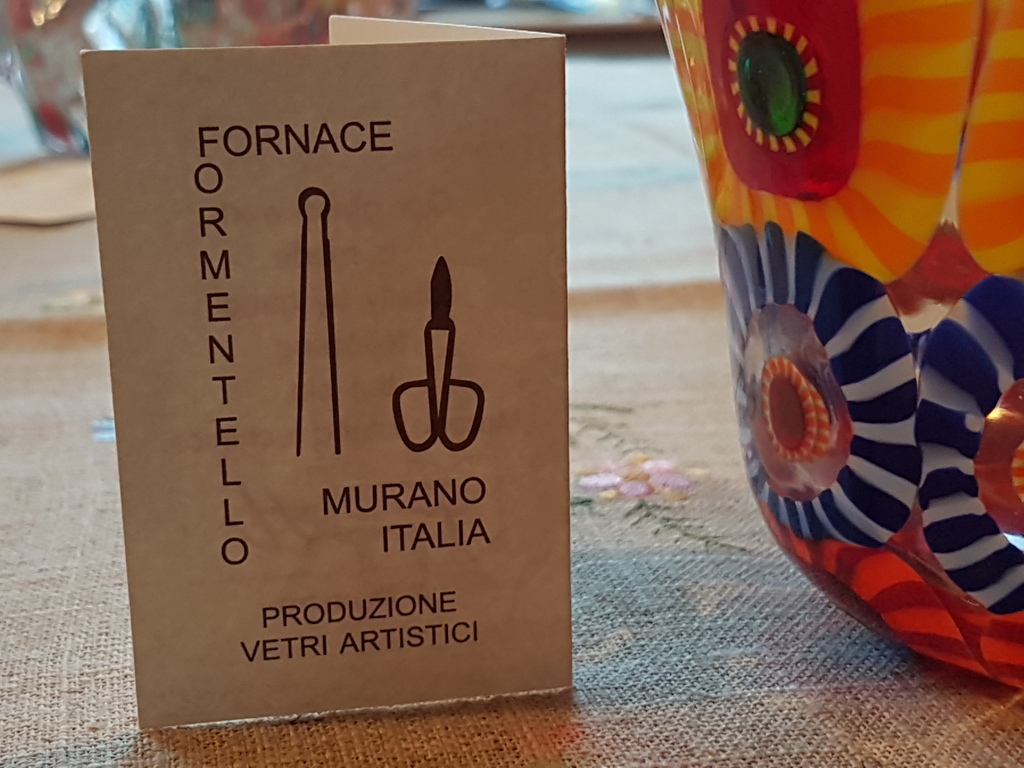 FORNACE
FORMENTELLO
MURANO
ITALIA
PRODUZIONE
VETRI ARTISTICI